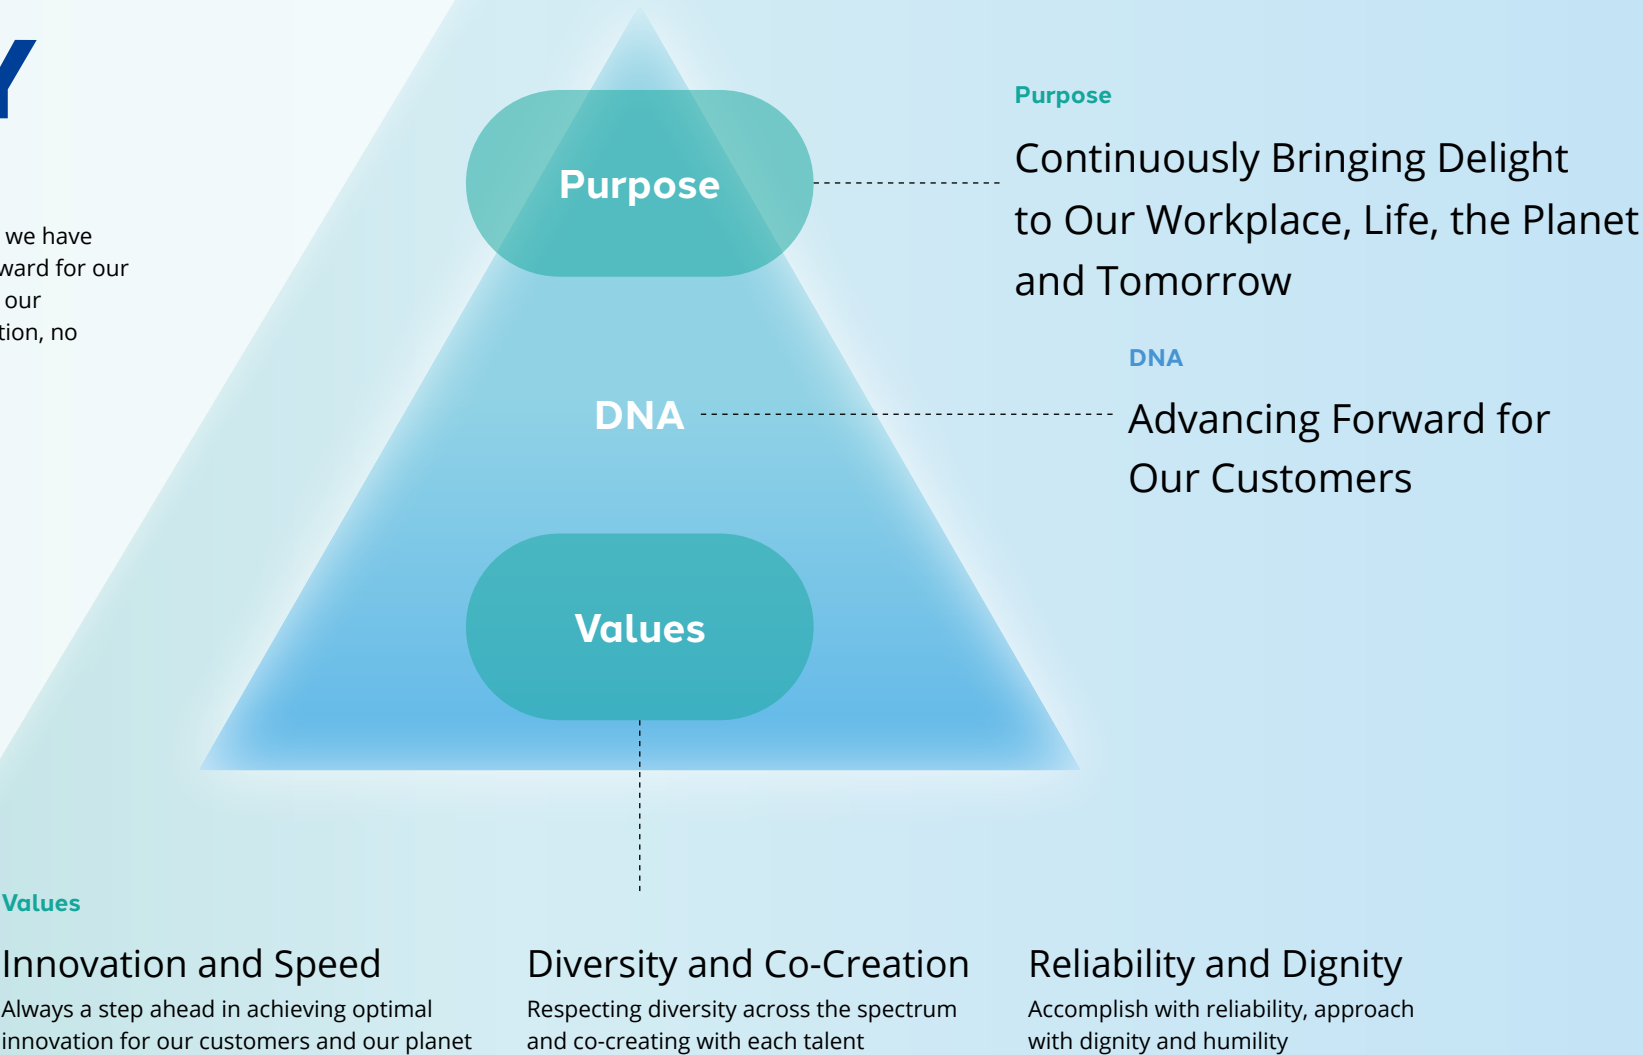 Y
we have
ward for our
our
tion, no
Purpose
DNA
Values
Purpose
Continuously Bringing Delight
to Our Workplace, Life, the Planet
and Tomorrow
DNA
Advancing Forward for
Our Customers
Values
Innovation and Speed
Always a step ahead in achieving optimal
innovation for our customers and our planet
Diversity and Co-Creation
Respecting diversity across the spectrum
and co-creating with each talent
Reliability and Dignity
Accomplish with reliability, approach
with dignity and humility